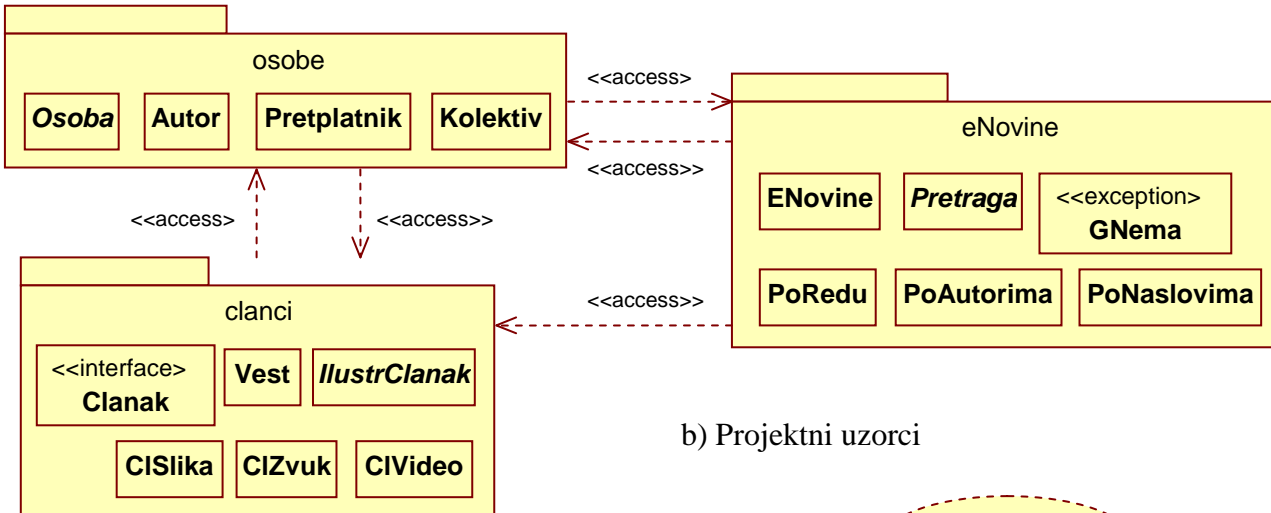 osobe
Osoba Autor Pretplatnik Kolektiv
<<access>
<<access>>
<<access>
<<access>>
eNovine
ENovine Pretraga <<exception>
GNema
PoRedu PoAutorima PoNaslovima
<<access>>
clanci
<<interface>
Clanak
Vest IlustrClanak
ClSlika ClZvuk ClVideo
b) Projektni uzorci